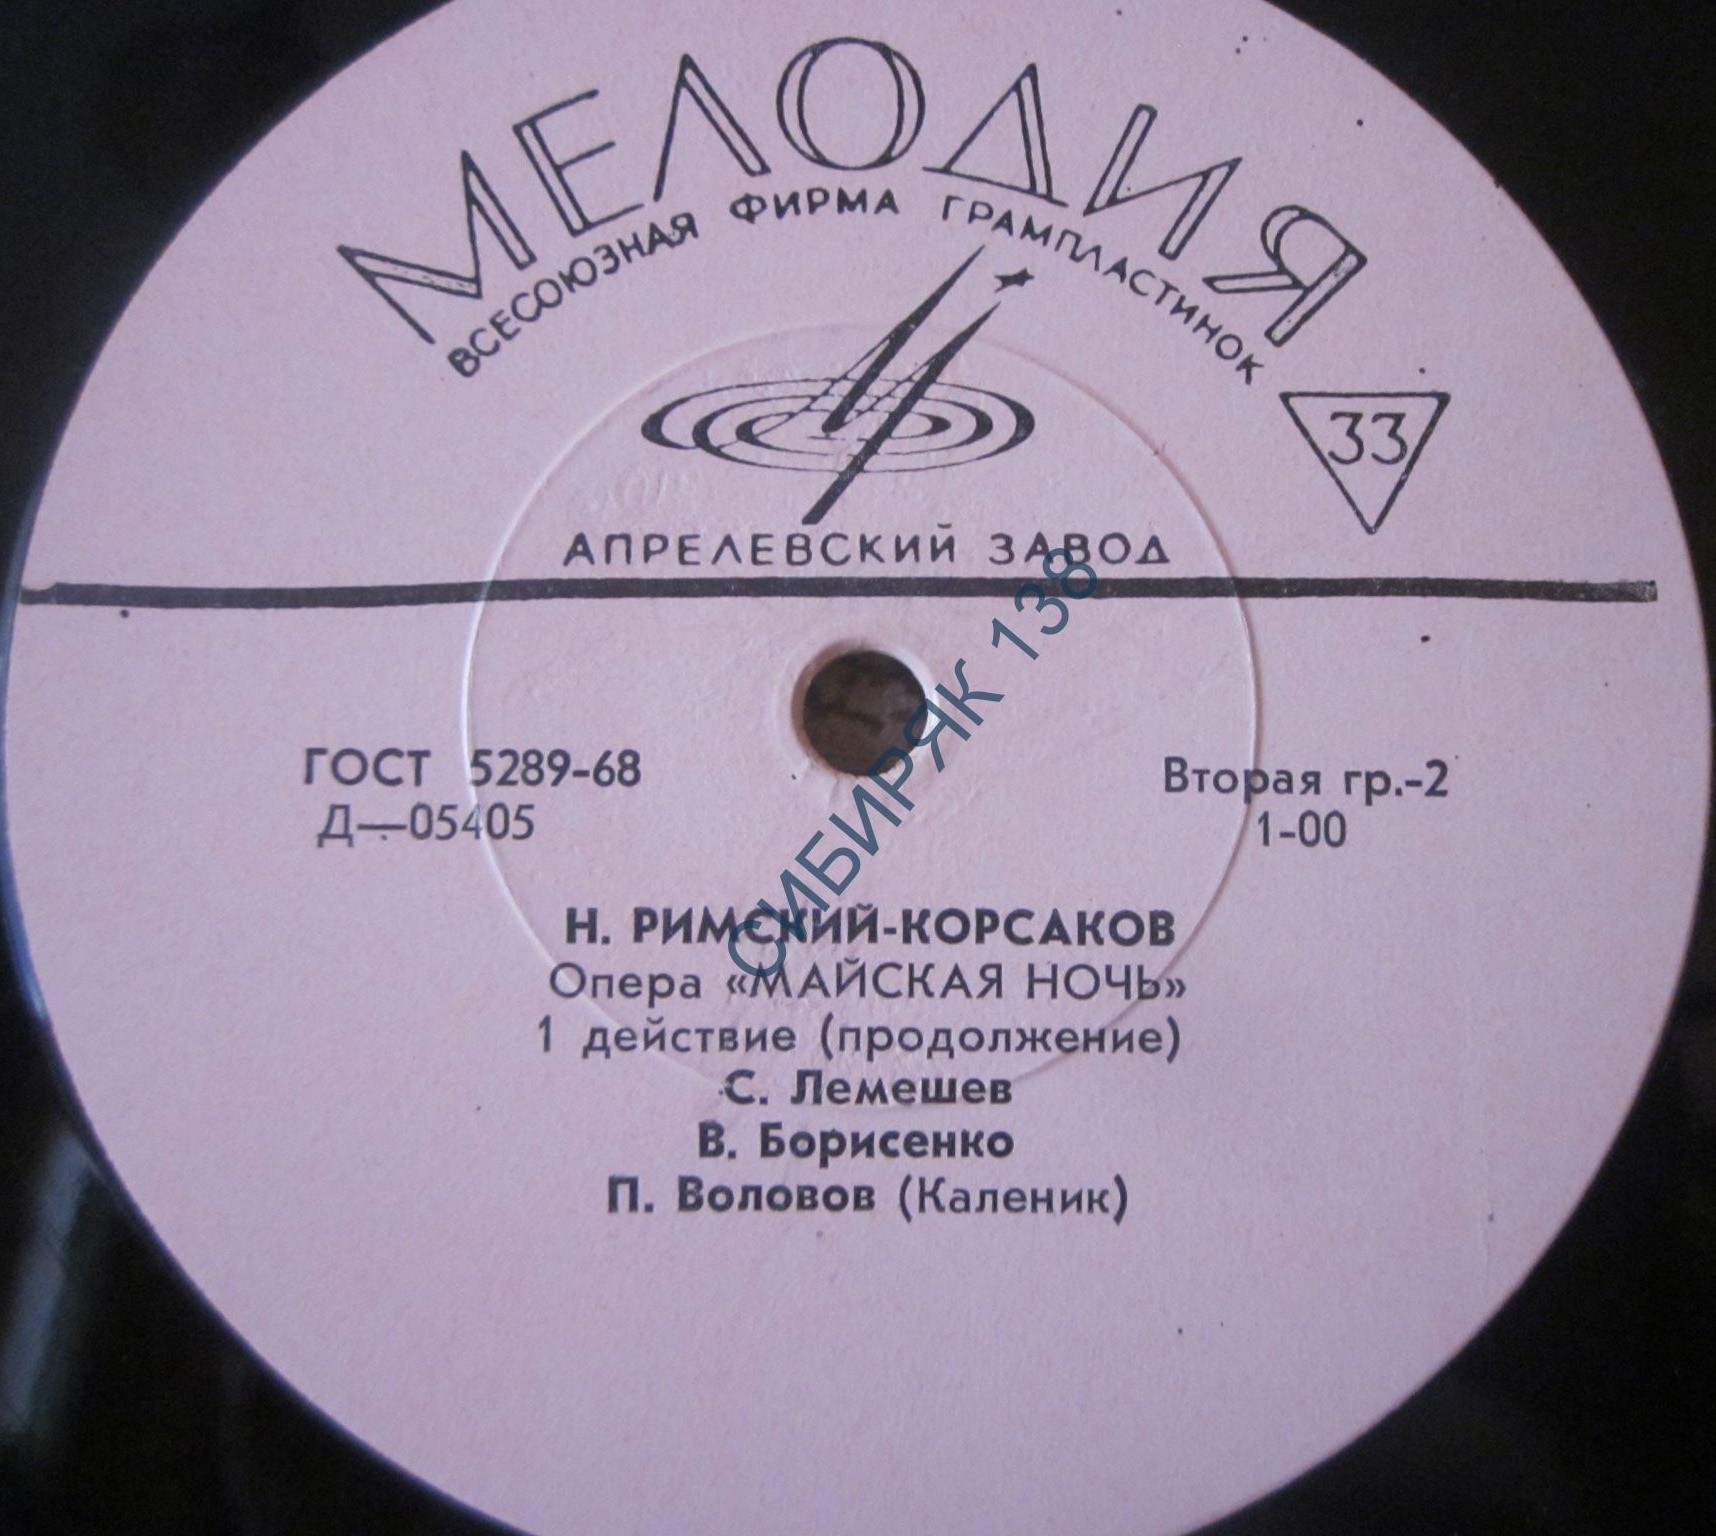 МЕЛОДИЯ
ВСЕСОЮЗНАЯ ФИРМА ГРАМПЛАСТИНОК
33
АПРЕЛЕВСКИЙ ЗАВОД
ГОСТ 5289-68
Д—05405
Вторая гр.-2
1-00
Н. РИМСКИЙ-КОРСАКОВ
Опера «МАЙСКАЯ НОЧЬ»
1 действие (продолжение)
С. Лемешев
В. Борисенко
П. Воловов (Каленик)
СИБИРЯК 138